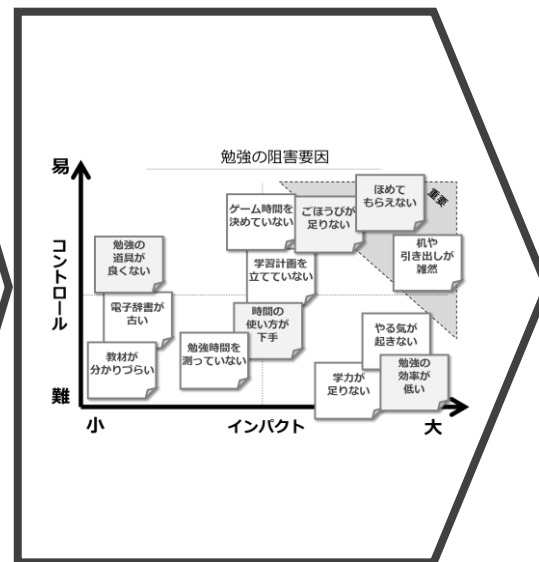 勉強の阻害要因
易
コントロール
難
小
インパクト
大
重要
ほめて
もらえない
ゲーム時間を
決めていない
ごほうびが
足りない
机や
引き出しが
雑然
勉強の
道具が
良くない
学習計画を
立てていない
電子辞書が
古い
時間の
使い方が
下手
やる気が
起きない
教材が
分かりづらい
勉強時間を
測っていない
学力が
足りない
勉強の
効率が
低い